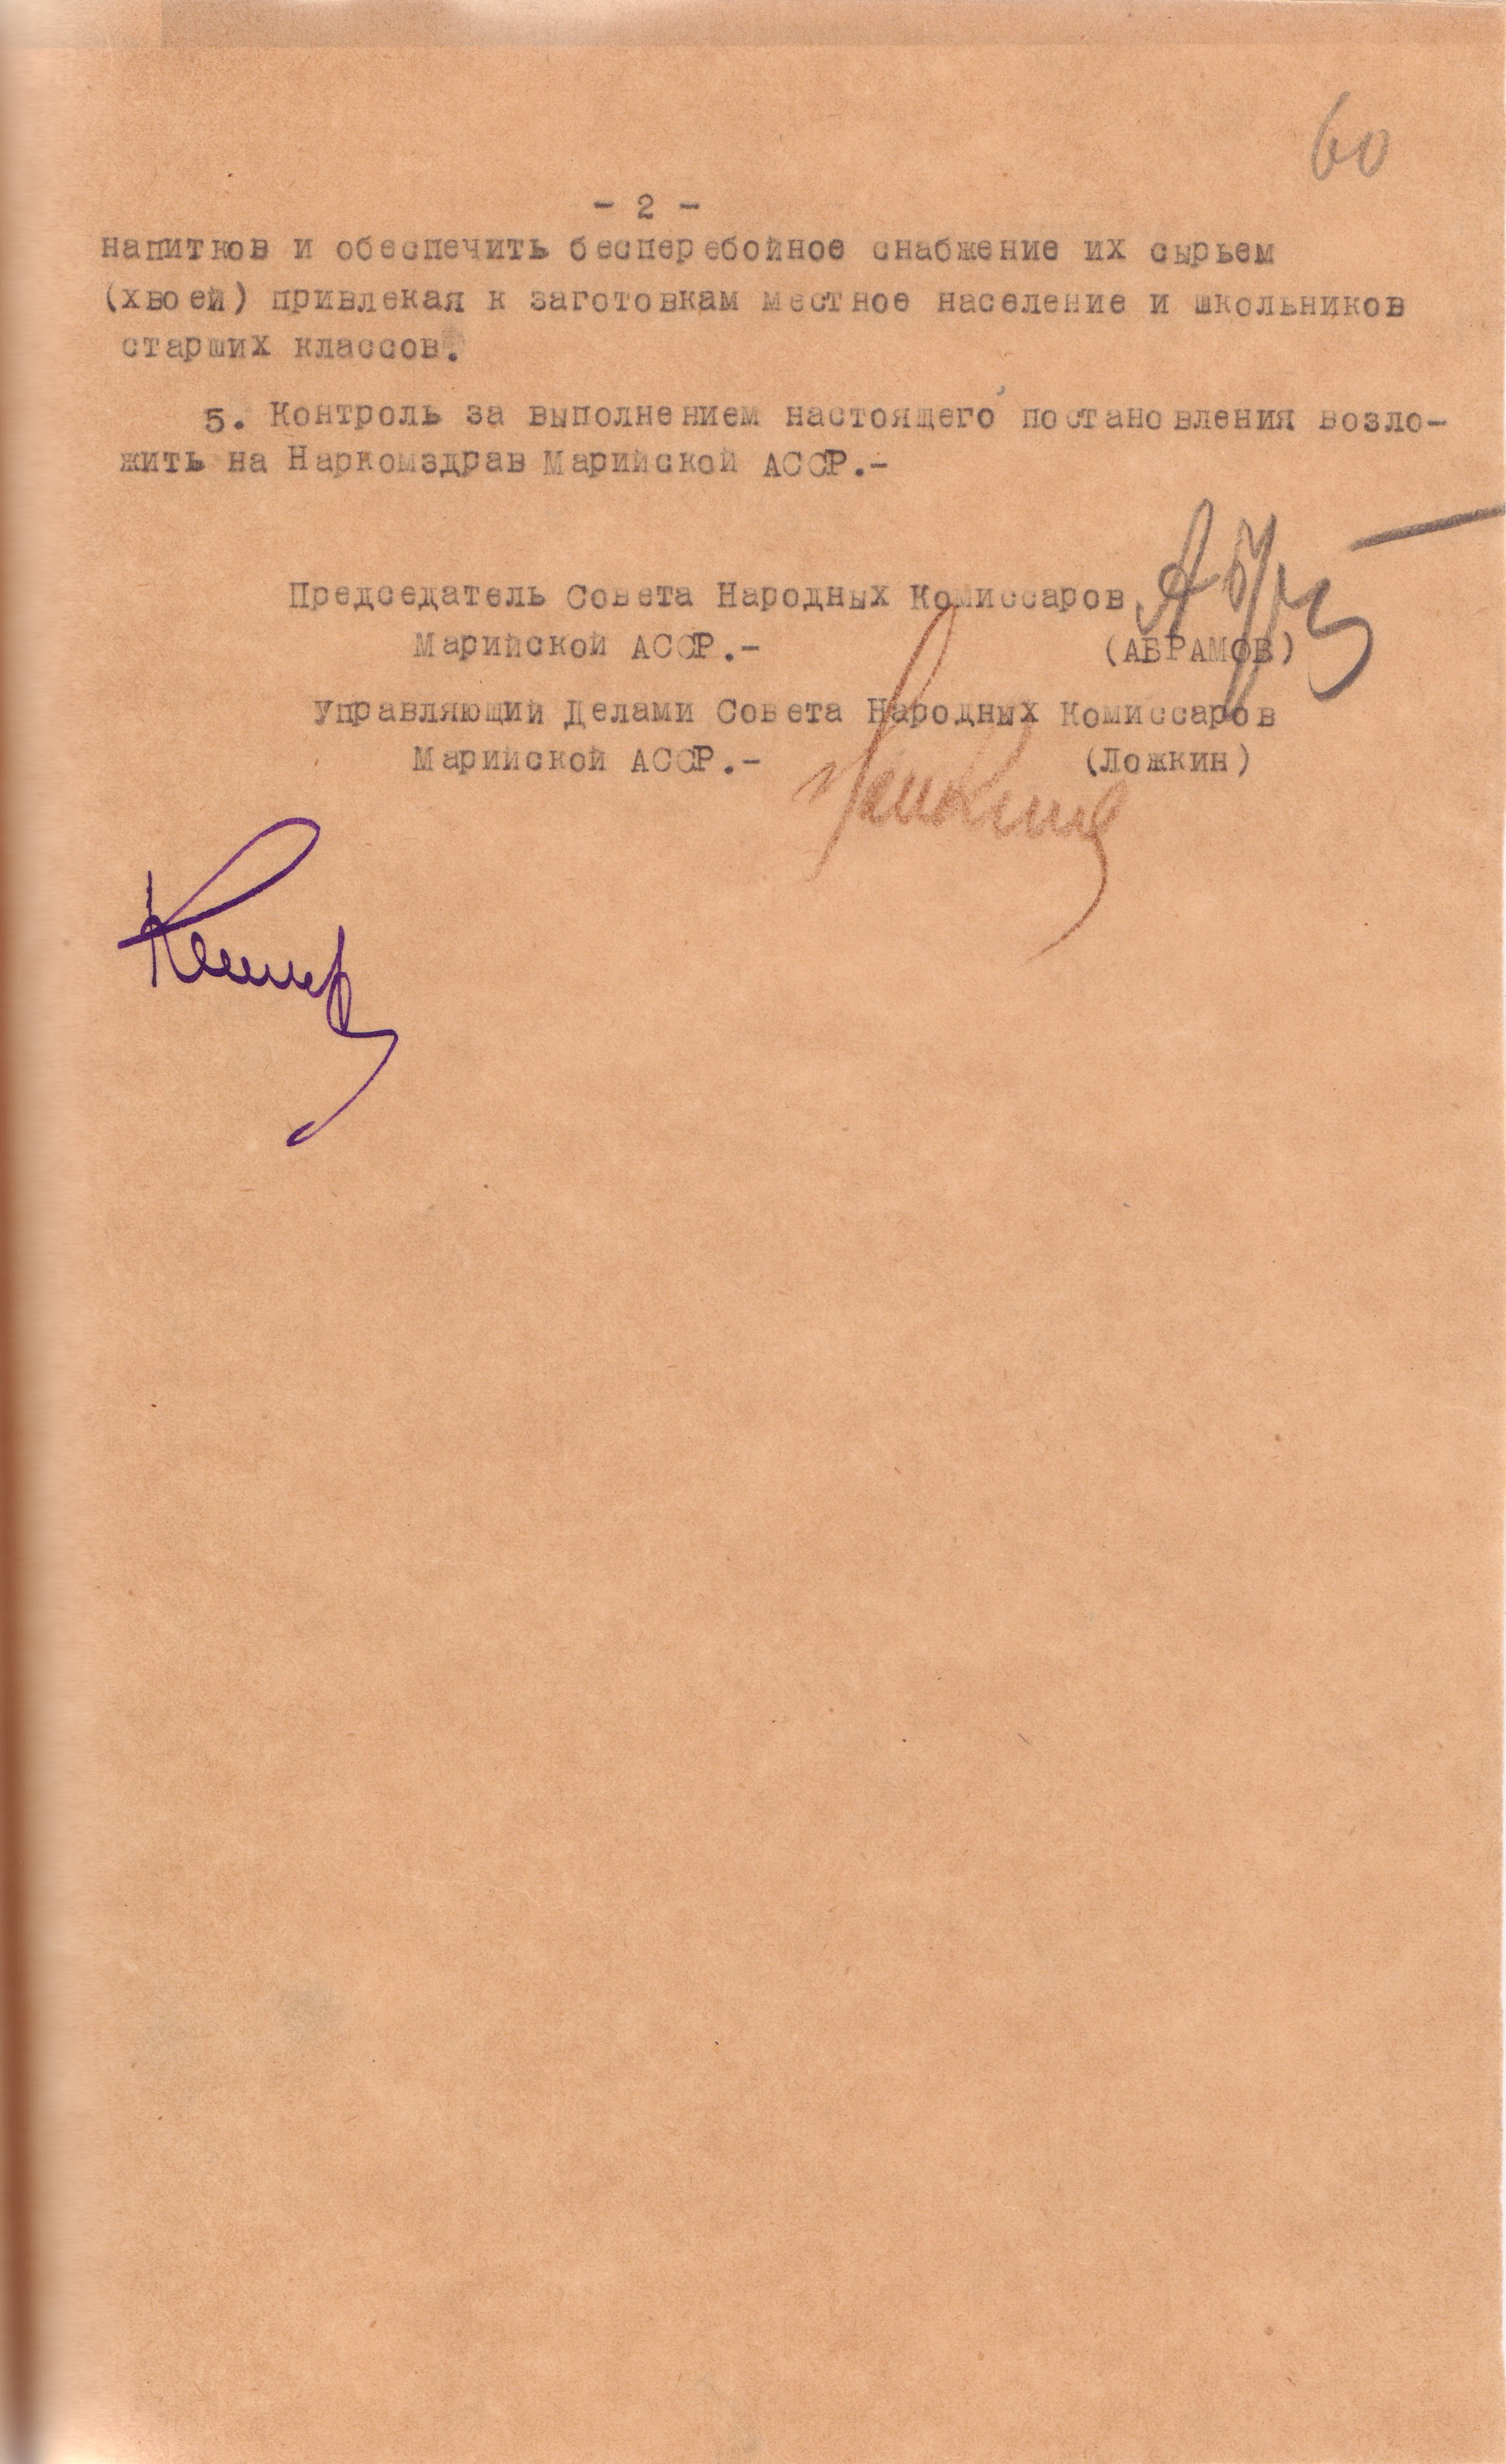 60
- 2 -
напитков и обеспечить бесперебойное снабжение их сырьем
(хвоей) привлекая к заготовкам местное население и школьников
старших классов.
5. Контроль за выполнением настоящего постановления возло-
жить на Наркомздрав Марийской АССР.-
Председатель Совета Народных Комиссаров
Марийской АССР.- (АБРАМОВ)
Управляющий Делами Совета Народных Комиссаров
Марийской АССР.- (Ложкин)